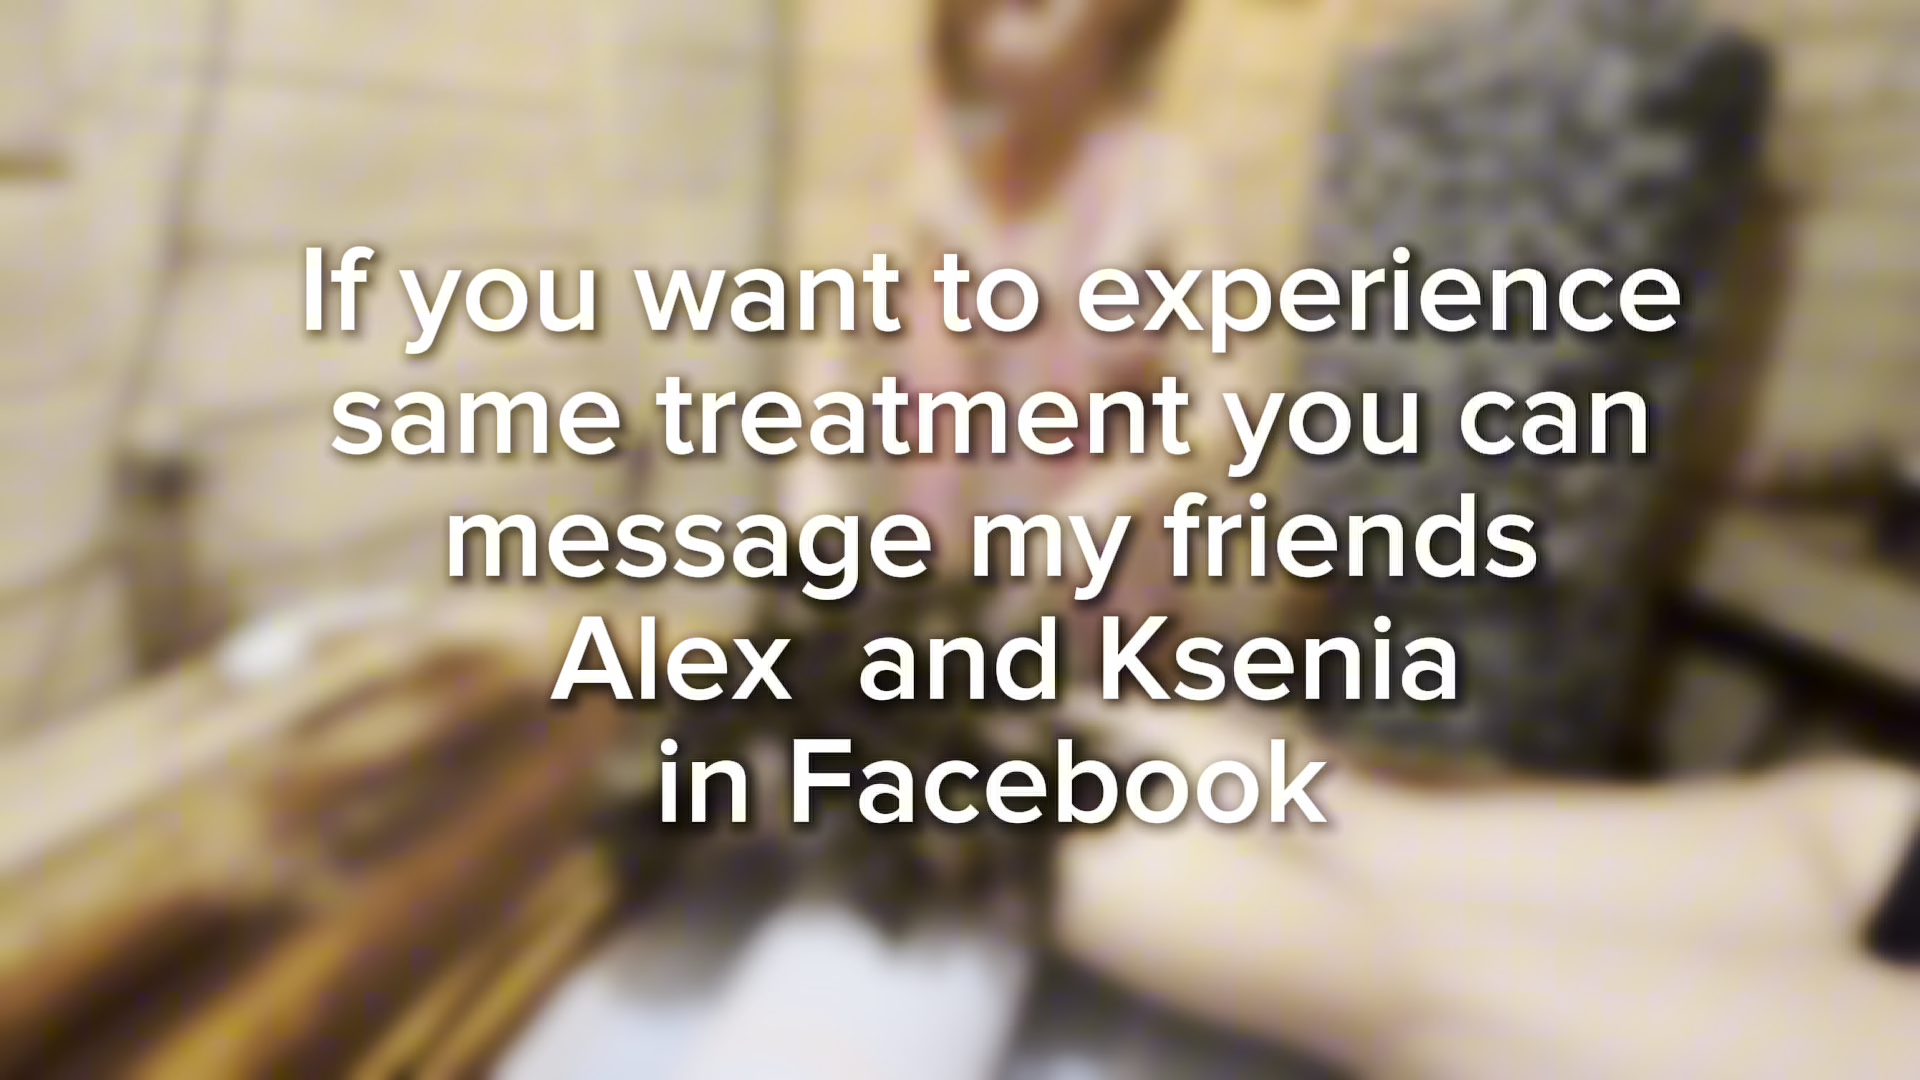 If you want to experience
same treatment you can
message my friends
Alex  and Ksenia
in Facebook